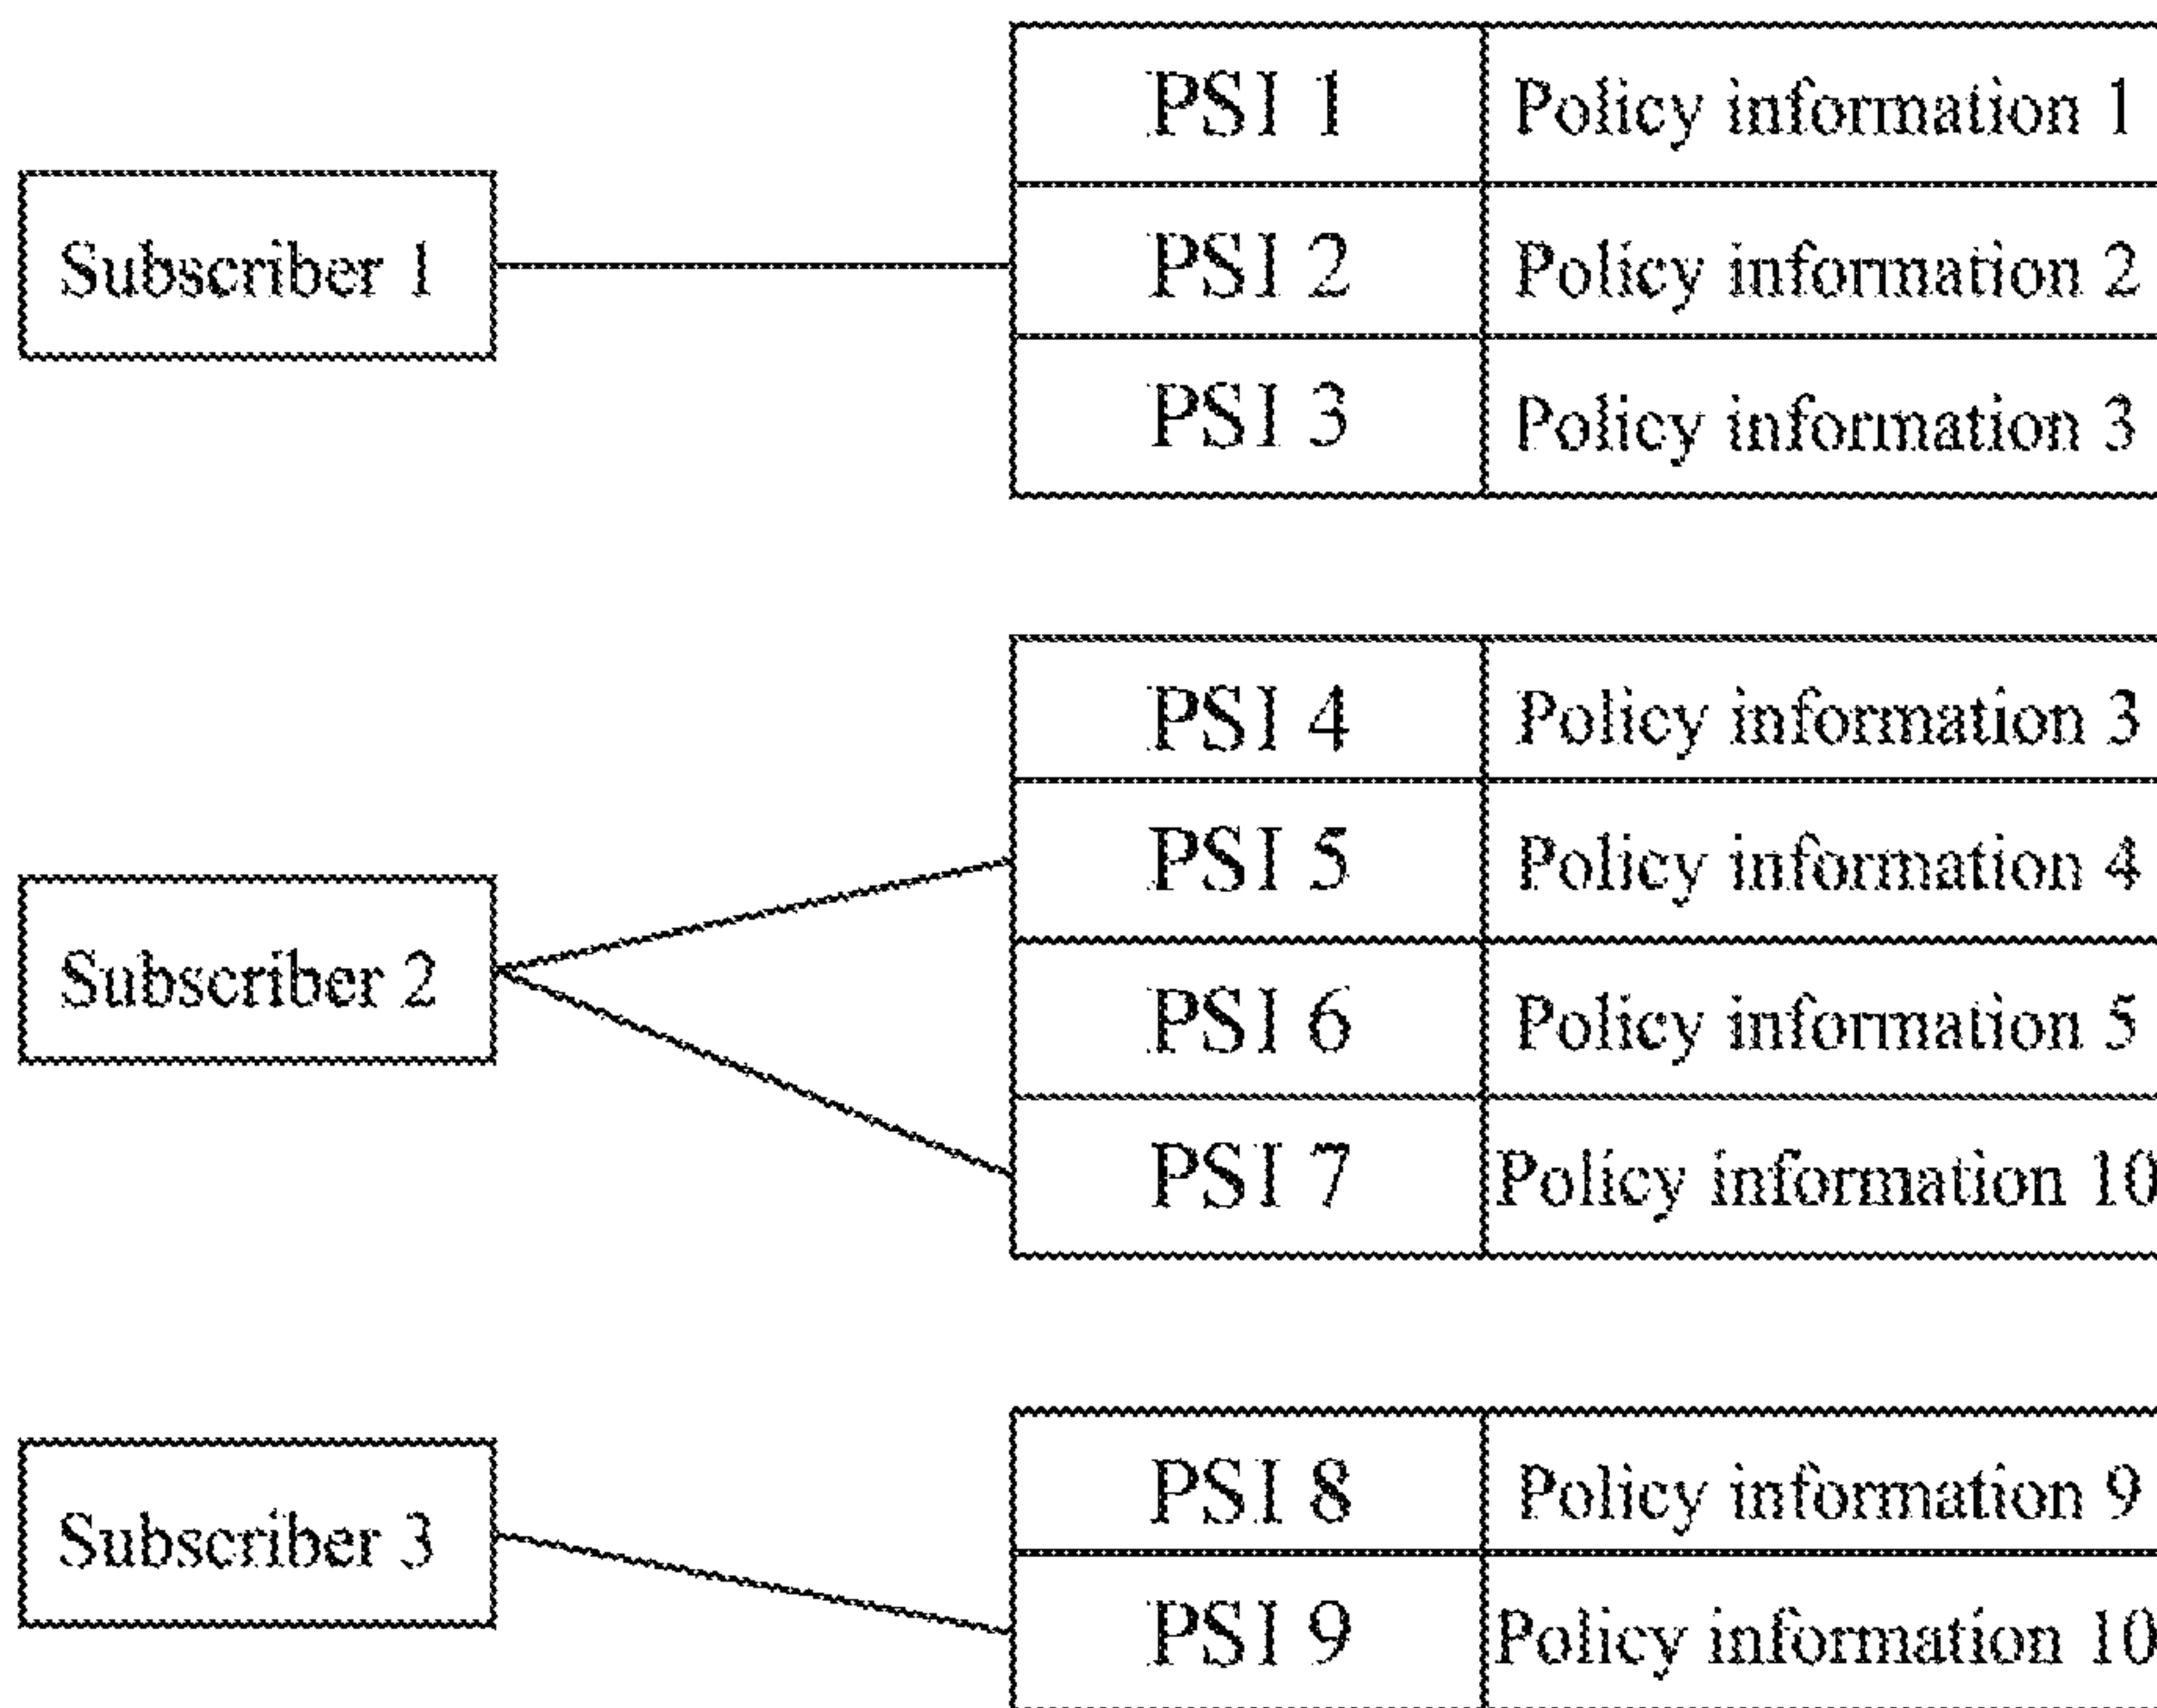 PSI 1 Policy information 1
Subscriber 1
PSI 2 Policy information 2
PSI 3 Policy information 3
PSI 4 Policy information 3
PSI 5 Policy information 4
Subscriber 2
PSI 6 Policy information 5
PSI 7 Policy information 10
PSI 8 Policy information 9
Subscriber 3
PSI 9 Policy information 10